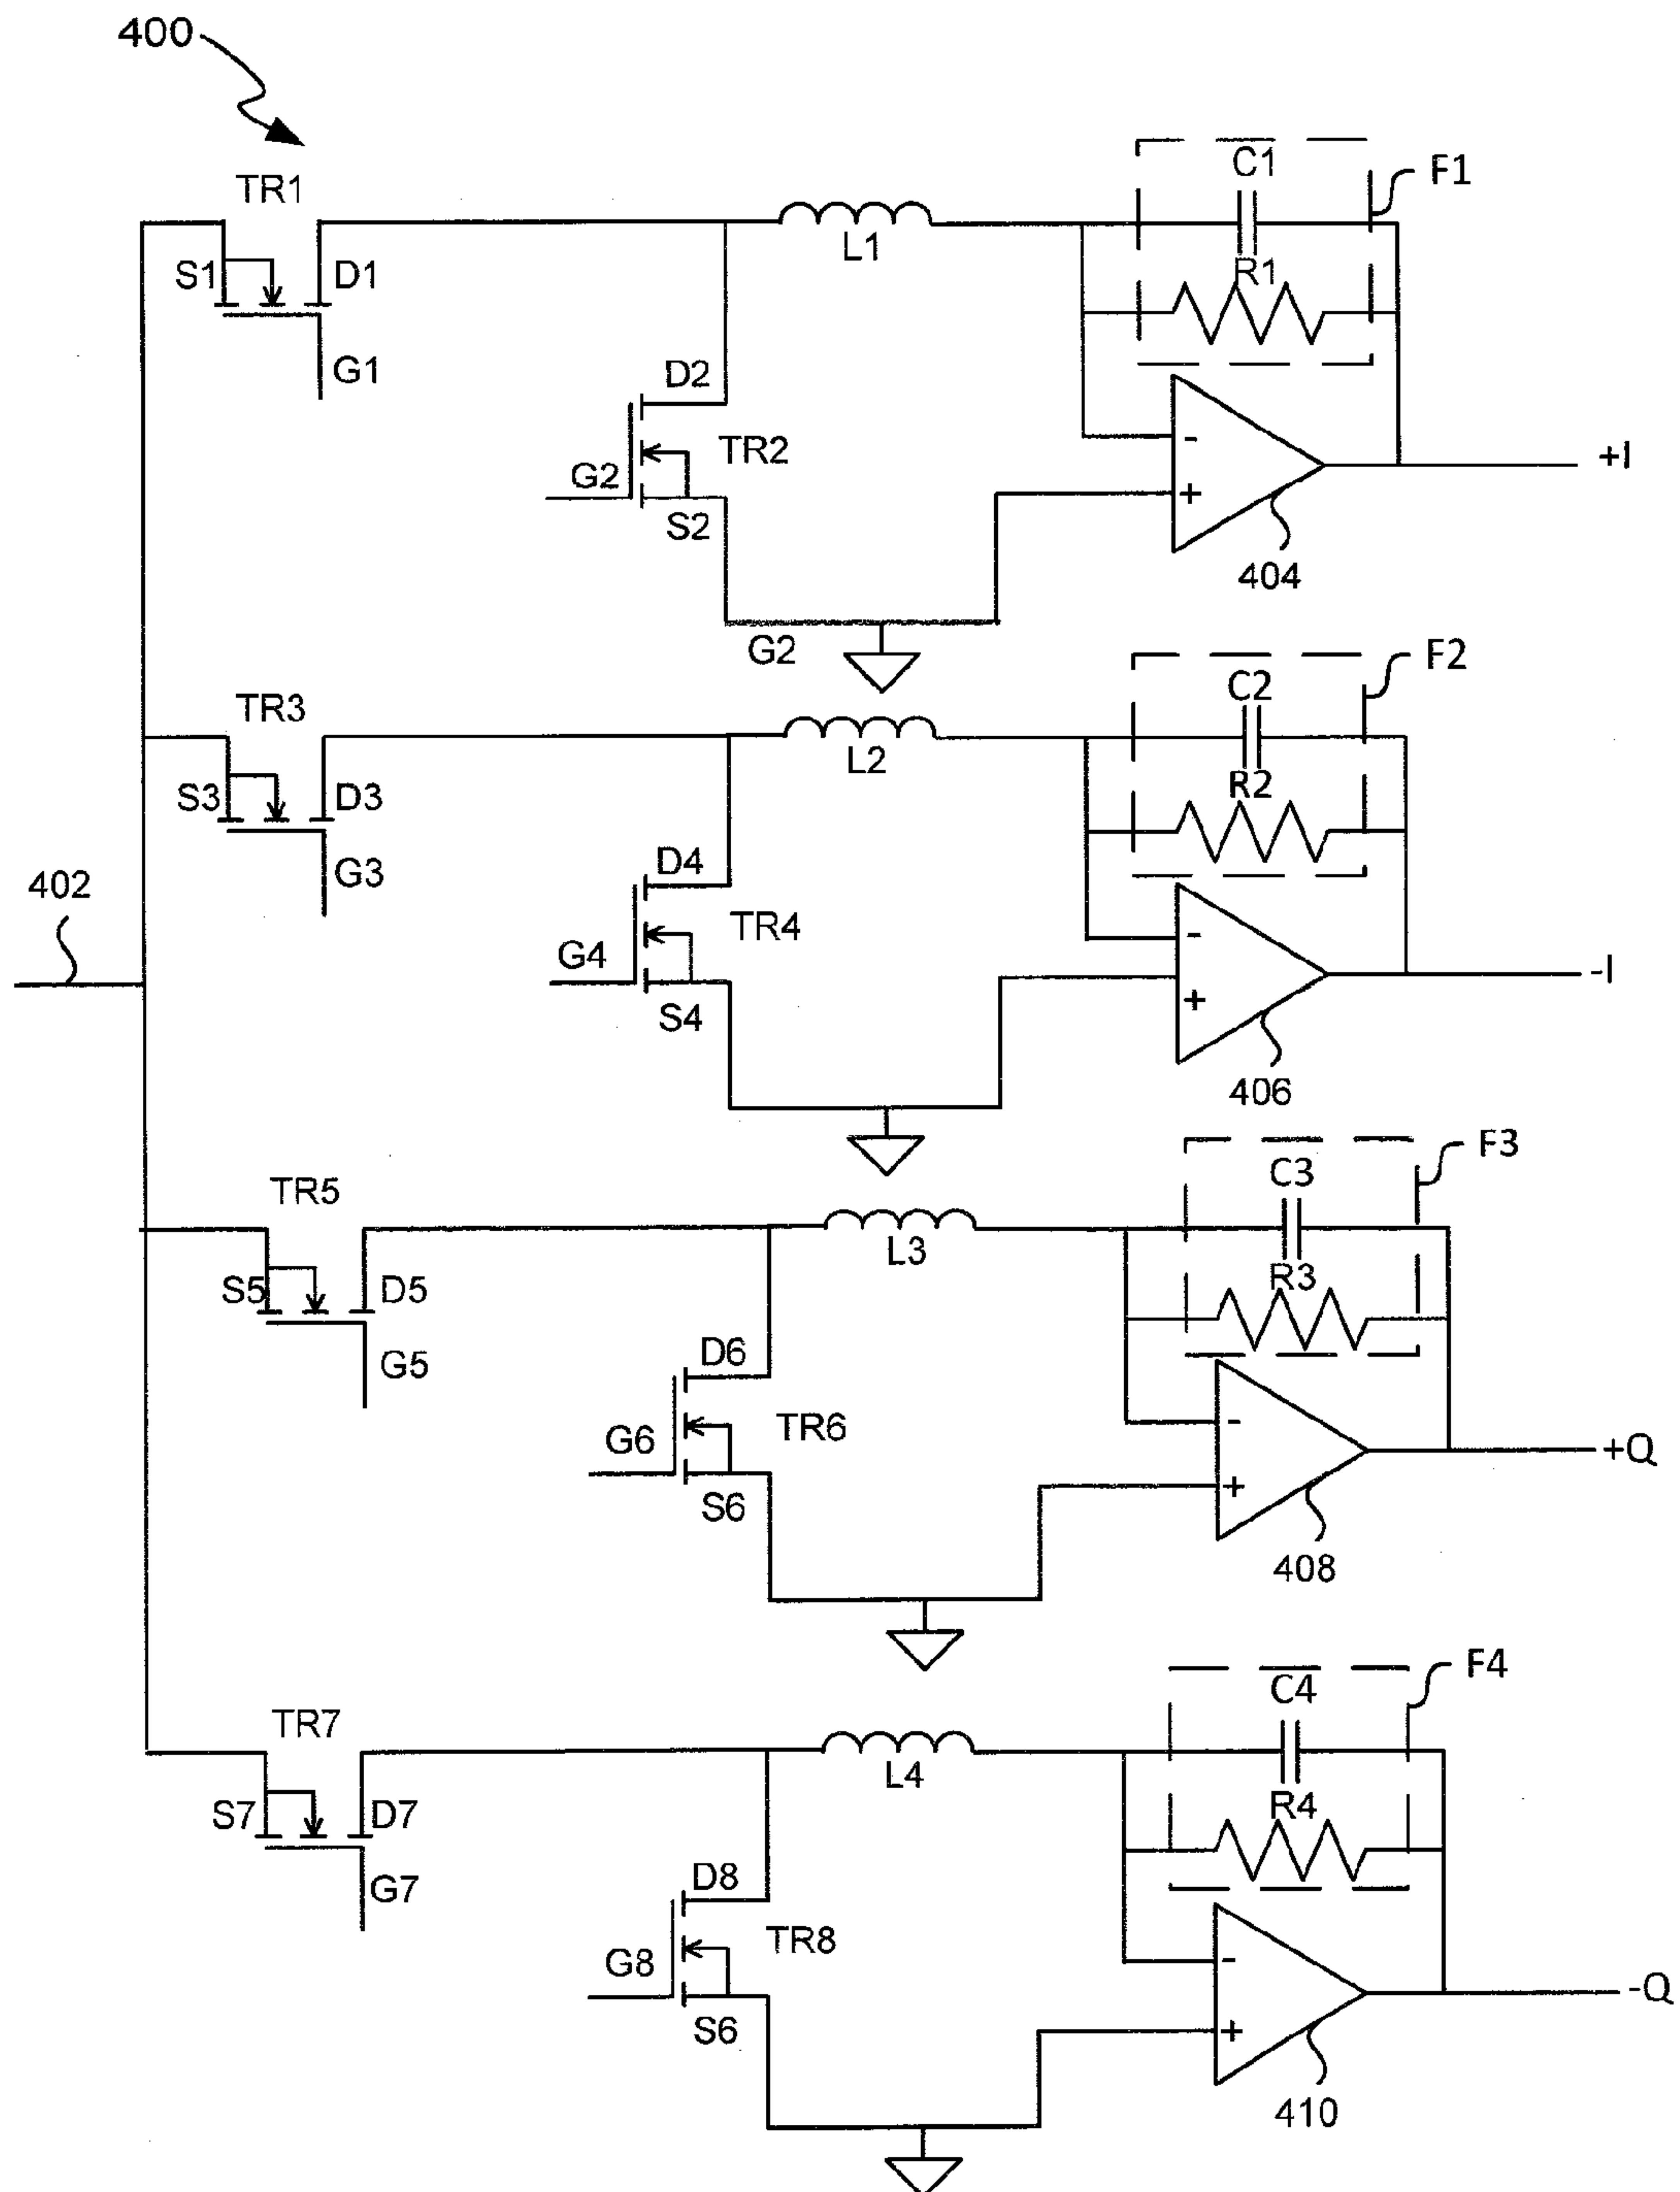 400
TR1
C1
F1
S1
D1
L1
R1
G1
D2
TR2
G2
S2
-
+
+I
404
G2
F2
TR3
C2
L2
R2
S3
D3
G3
402
D4
TR4
G4
S4
-
+
-I
406
F3
TR5
C3
L3
R3
S5
D5
G5
D6
TR6
G6
S6
-
+
+Q
408
F4
TR7
C4
L4
R4
S7
D7
G7
D8
TR8
G8
S6
-
+
-Q
410